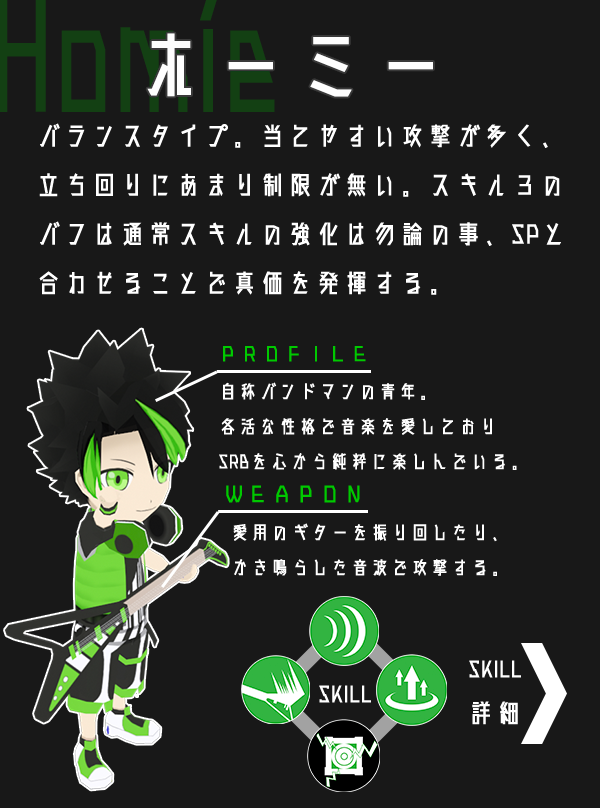 Homie
ホーミー
バランスタイプ。当てやすい攻撃が多く、
立ち回りにあまり制限が無い。スキル3の
バフは通常スキルの強化は勿論の事、SPと
合わせることで真価を発揮する。
PROFILE
自称バンドマンの青年。
各活な性格で音楽を愛しており
SRBを心から純粋に楽しんでいる。
WEAPON
愛用のギターを振り回したり、
かき鳴らした音波で攻撃する。
SKILL
SKILL
詳細